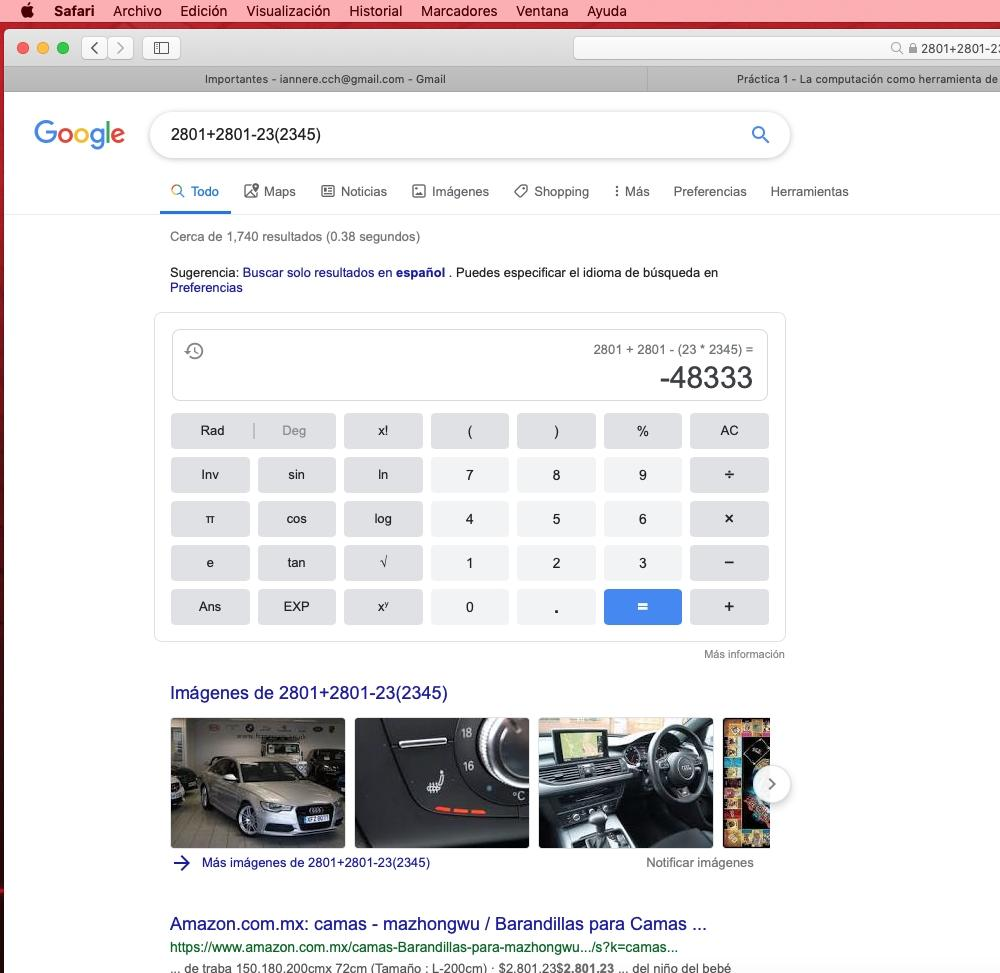 Safari Archivo Edición Visualización Historial Marcadores Ventana Ayuda
2801+2801-23
Importantes - iannere.cch@gmail.com - Gmail
Práctica 1 - La computación como herramienta de
Google
2801+2801-23(2345)
Todo Maps Noticias Imágenes Shopping Más Preferencias Herramientas
Cerca de 1,740 resultados (0.38 segundos)
Sugerencia: Buscar solo resultados en español . Puedes especificar el idioma de búsqueda en
Preferencias
2801 + 2801 - (23 * 2345) =
-48333
Rad | Deg x! ( ) % AC
Inv sin ln 7 8 9 ÷
π cos log 4 5 6 ×
e tan √ 1 2 3 −
Ans EXP xʸ 0 . = +
Más información
Imágenes de 2801+2801-23(2345)
18
16
°C
Más imágenes de 2801+2801-23(2345)
Notificar imágenes
Amazon.com.mx: camas - mazhongwu / Barandillas para Camas ...
https://www.amazon.com.mx/camas-Barandillas-para-mazhongwu.../s?k=camas...
... de traba 150.180.200cmx 72cm (Tamaño : L-200cm) · $2,801.23$2,801.23 ... del niño del bebé